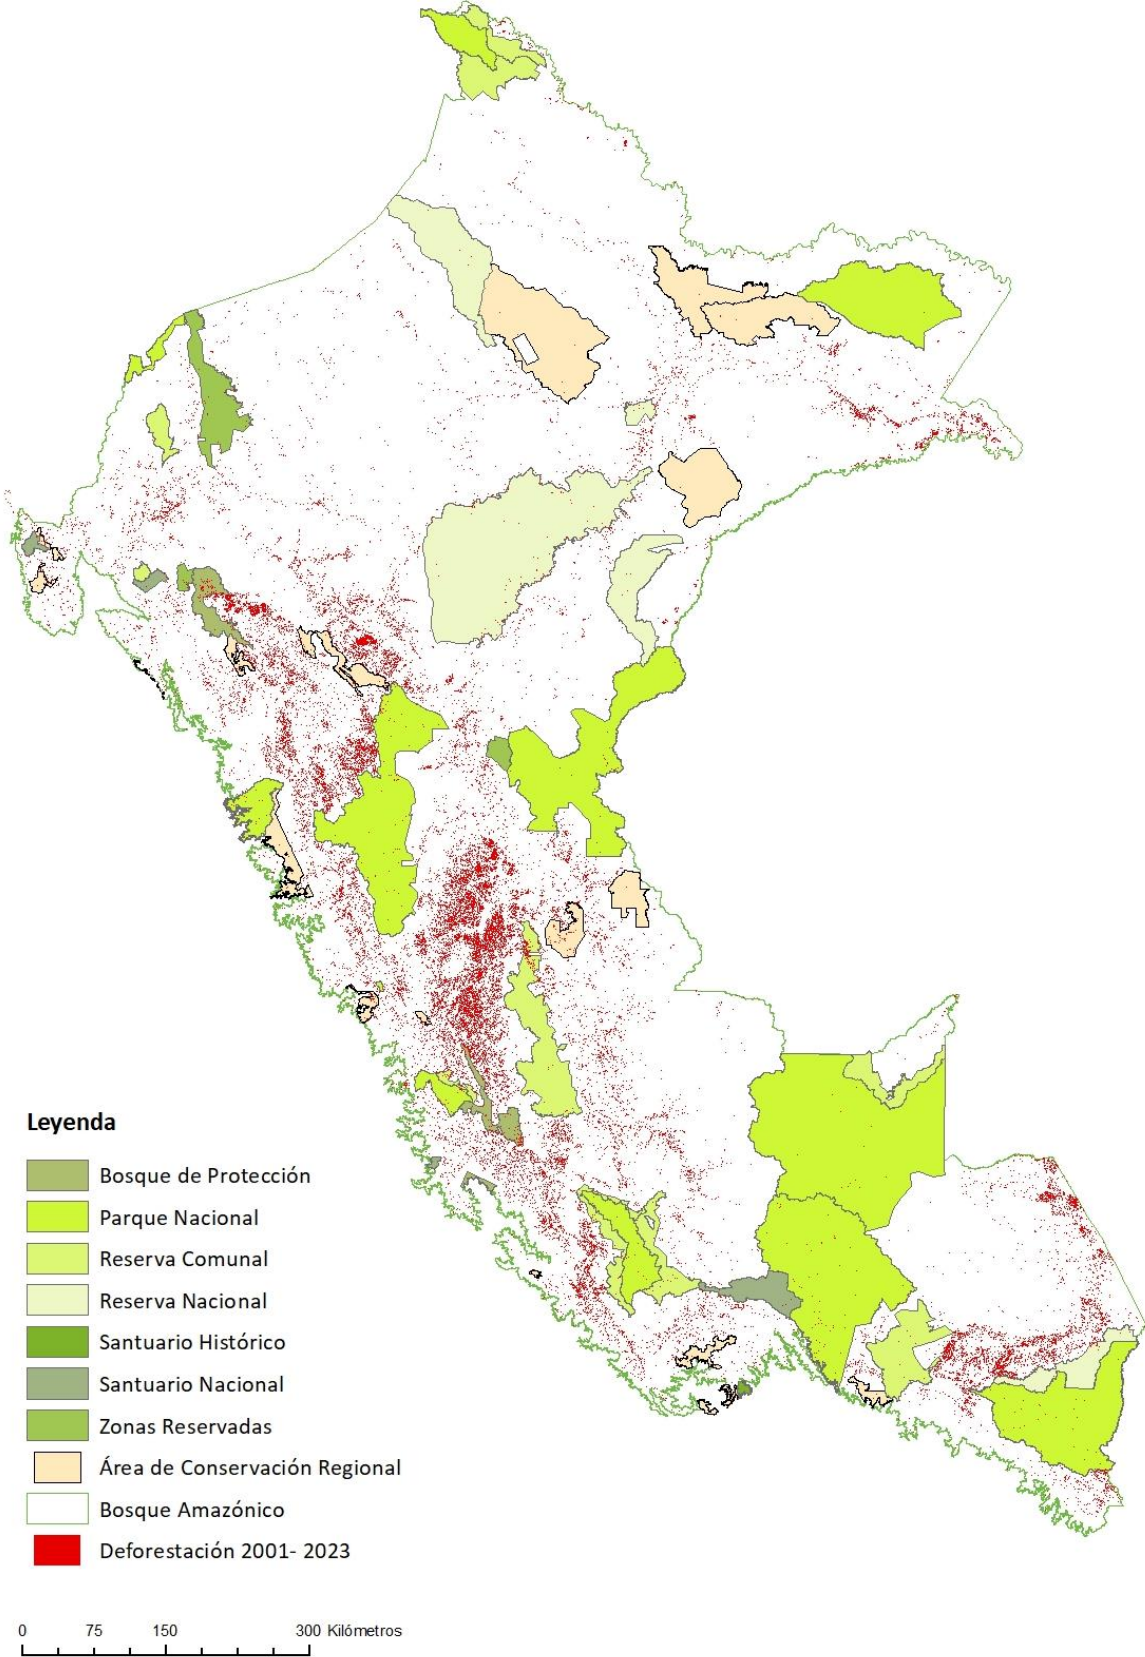 Leyenda
Bosque de Protección
Parque Nacional
Reserva Comunal
Reserva Nacional
Santuario Histórico
Santuario Nacional
Zonas Reservadas
Área de Conservación Regional
Bosque Amazónico
Deforestación 2001- 2023
0 75 150 300 Kilómetros